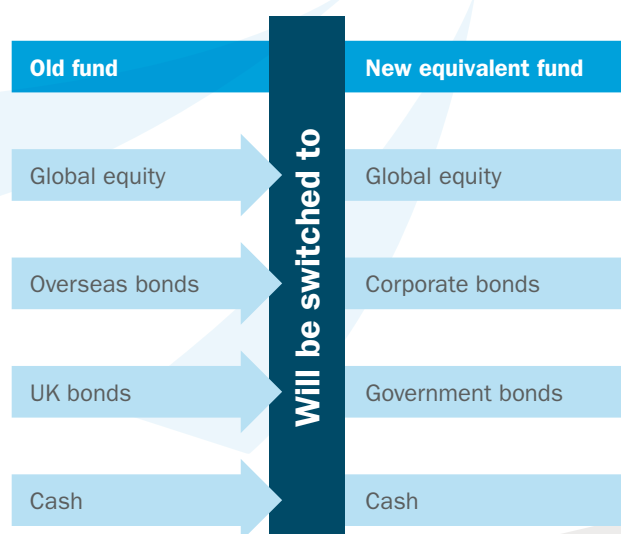 Old fund
Will be switched to
New equivalent fund
Global equity
Global equity
Overseas bonds
Corporate bonds
UK bonds
Government bonds
Cash
Cash